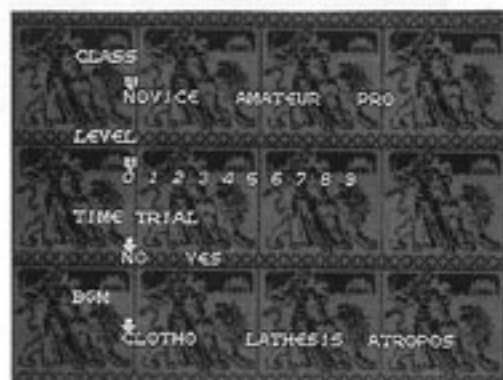 CLASS
NOVICE AMATEUR PRO
LEVEL
0 1 2 3 4 5 6 7 8 9
TIME TRIAL
NO YES
BGM
CLOTHO LATHESIS ATROPOS